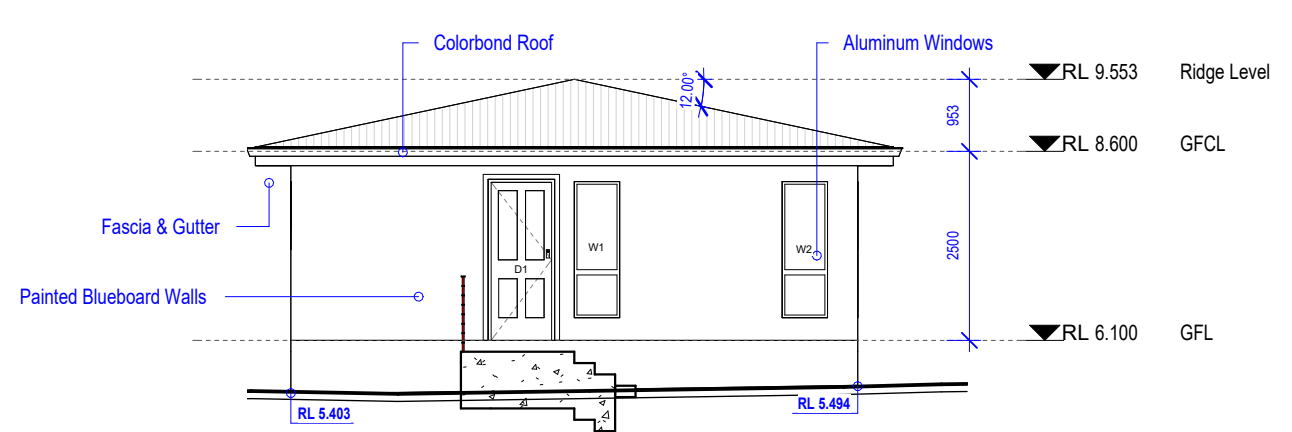 Colorbond Roof
Aluminum Windows
12.00°
RL 9.553 Ridge Level
953
RL 8.600 GFCL
Fascia & Gutter
W1
W2
2500
D1
Painted Blueboard Walls
RL 6.100 GFL
RL 5.403
RL 5.494